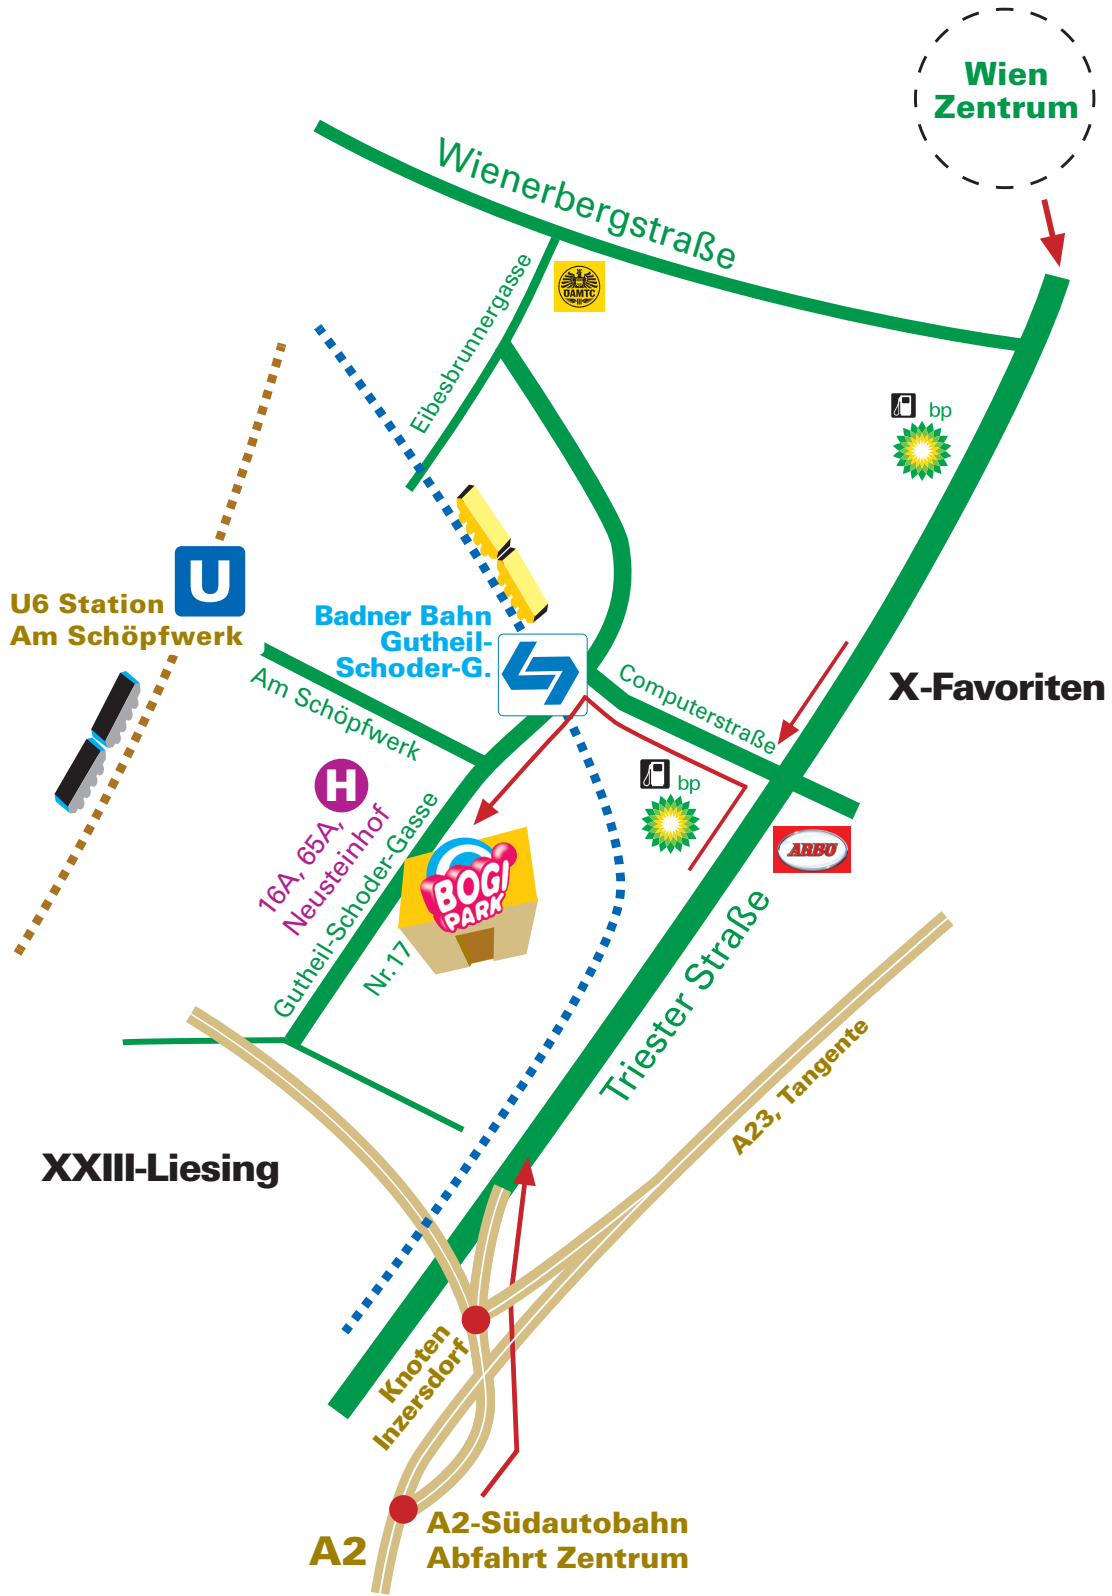 Wien
Zentrum
Wienerbergstraße
Eibesbrunnergasse
ÖAMTC
bp
U
U6 Station
Am Schöpfwerk
Badner Bahn
Gutheil-
Schoder-G.
Computerstraße
X-Favoriten
Am Schöpfwerk
H
16A, 65A,
Neusteinhof
bp
ARBÖ
Gutheil-Schoder-Gasse
Nr.17
BOGI
PARK
Triester Straße
A23, Tangente
XXIII-Liesing
Knoten
Inzersdorf
A2
A2-Südautobahn
Abfahrt Zentrum